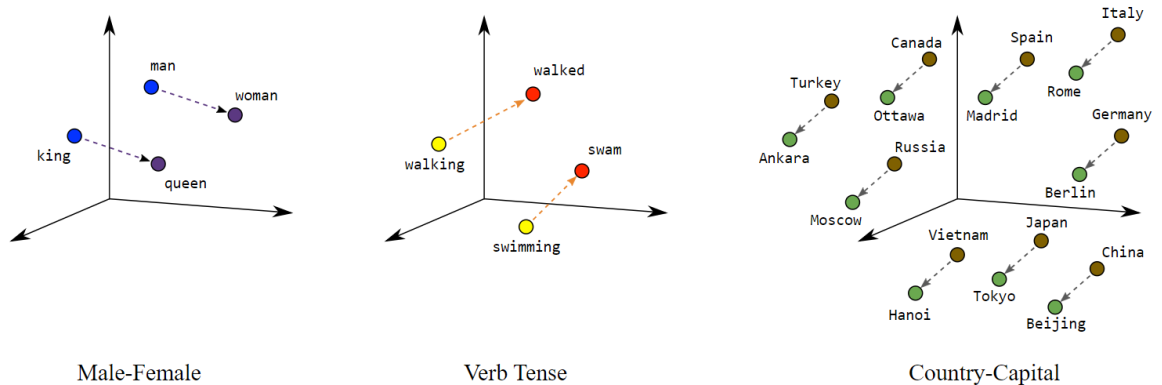 man
woman
king
queen
Male-Female
walked
walking
swam
swimming
Verb Tense
Italy
Canada
Spain
Rome
Turkey
Ottawa
Madrid
Germany
Ankara
Russia
Berlin
Moscow
Vietnam
Japan
China
Hanoi
Tokyo
Beijing
Country-Capital